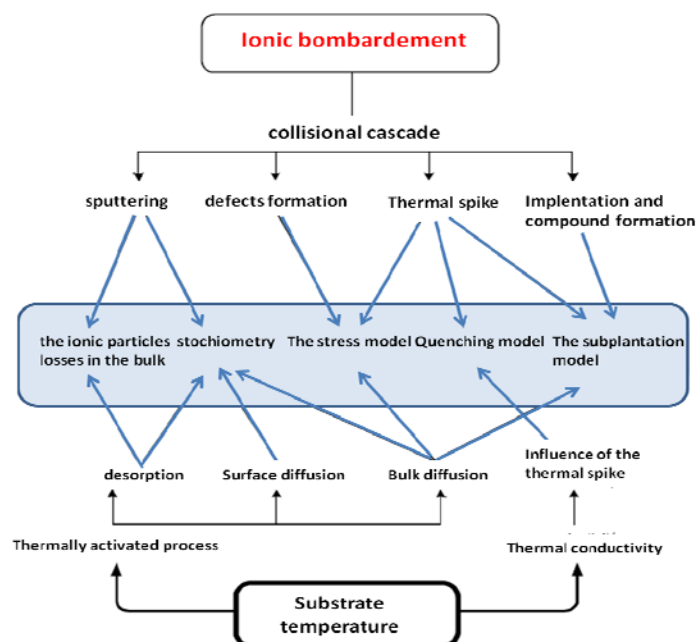 Ionic bombardement
collisional cascade
sputtering defects formation Thermal spike Implentation and
compound formation
the ionic particles stochiometry The stress model Quenching model The subplantation
losses in the bulk model
desorption Surface diffusion Bulk diffusion Influence of the
thermal spike
Thermally activated process Thermal conductivity
Substrate
temperature